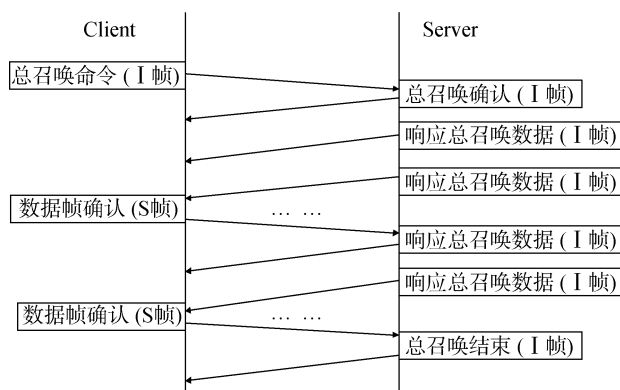 Client
Server
总召唤命令 (Ⅰ 帧)
总召唤确认 (Ⅰ 帧)
响应总召唤数据 (Ⅰ 帧)
响应总召唤数据 (Ⅰ 帧)
数据帧确认 (S帧)
… …
响应总召唤数据 (Ⅰ 帧)
响应总召唤数据 (Ⅰ 帧)
数据帧确认 (S帧)
… …
总召唤结束 (Ⅰ 帧)